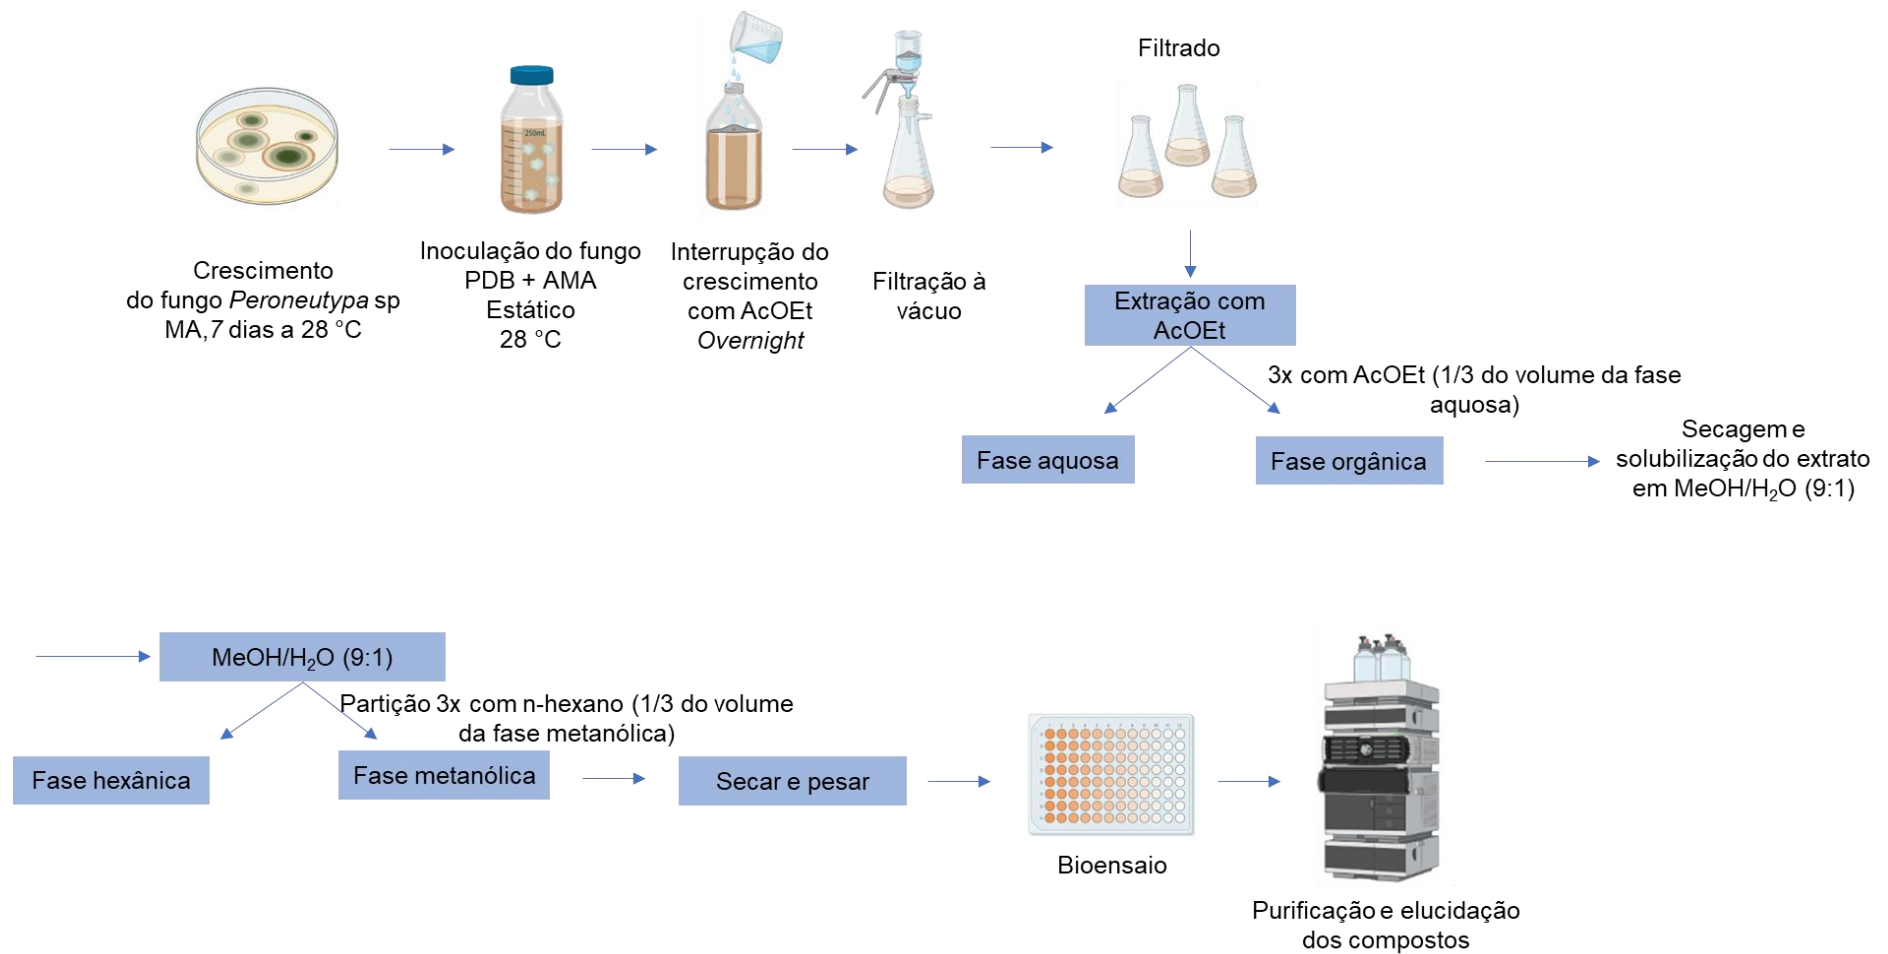 Filtrado
250mL
Crescimento
do fungo Peroneutypa sp
MA,7 dias a 28 °C
Inoculação do fungo
PDB + AMA
Estático
28 °C
Interrupção do
crescimento
com AcOEt
Overnight
Filtração à
vácuo
Extração com
AcOEt
3x com AcOEt (1/3 do volume da fase
aquosa)
Fase aquosa
Fase orgânica
Secagem e
solubilização do extrato
em MeOH/H₂O (9:1)
MeOH/H₂O (9:1)
Partição 3x com n-hexano (1/3 do volume
da fase metanólica)
Fase hexânica
Fase metanólica
Secar e pesar
Bioensaio
Purificação e elucidação
dos compostos